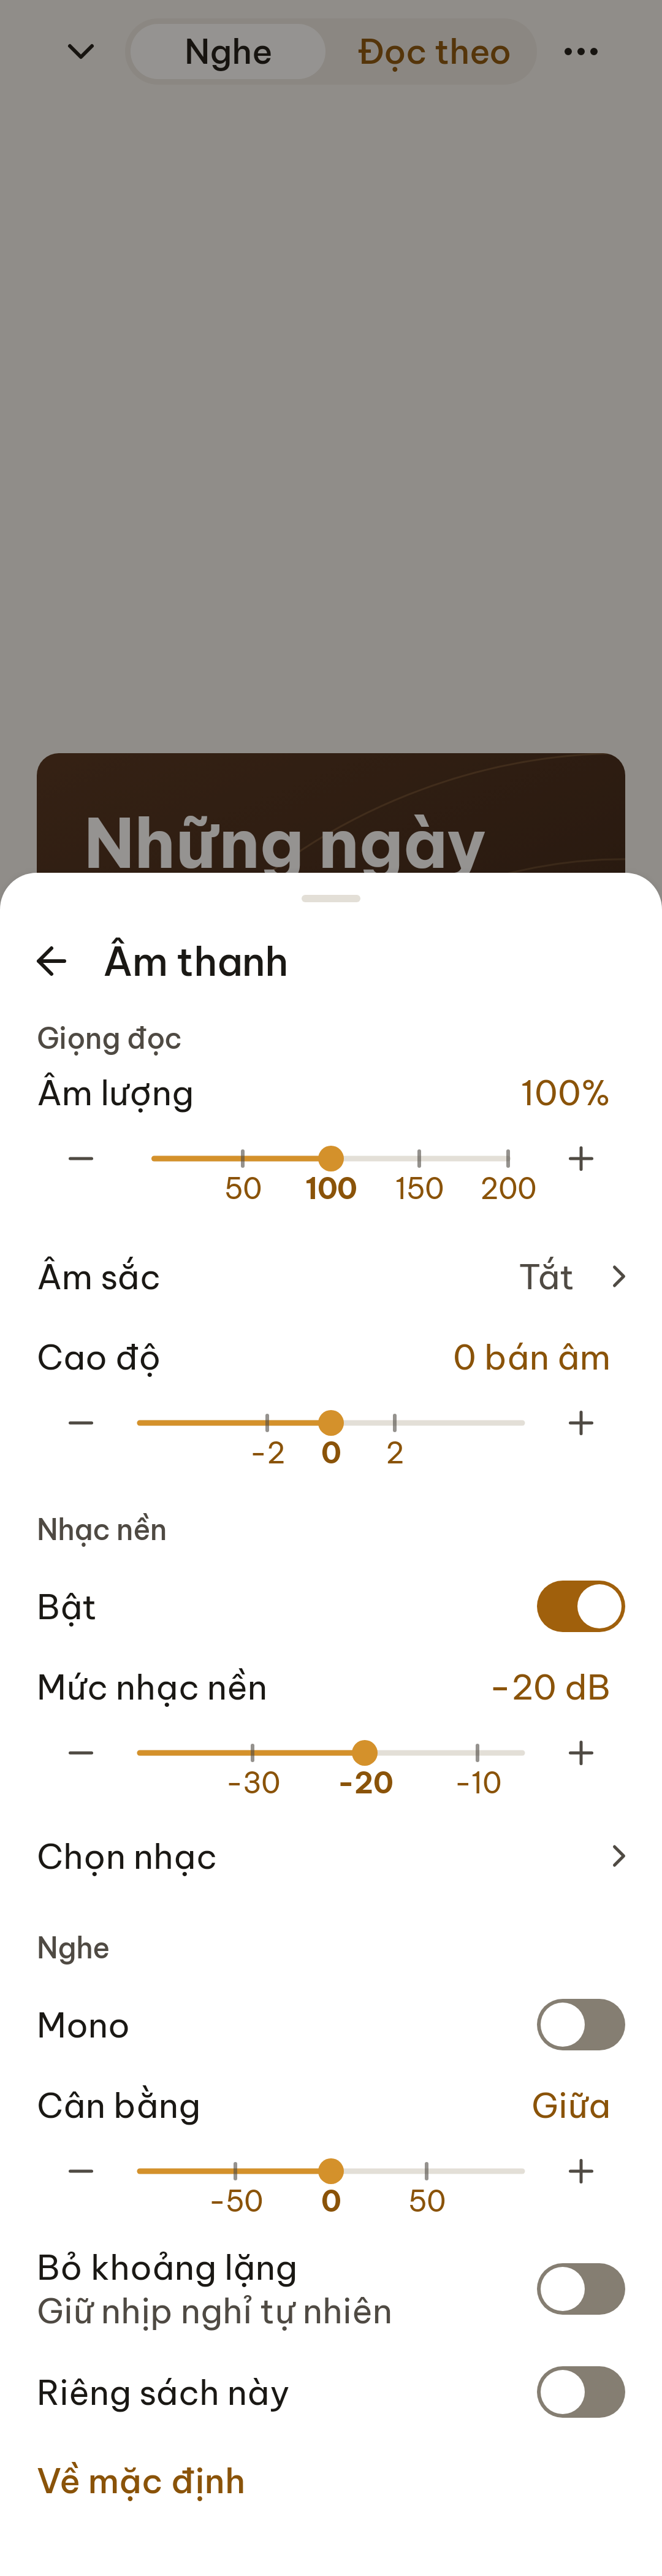 Nghe
Đọc theo
Những ngày
Âm thanh
Giọng đọc
Âm lượng
100%
50 100 150 200
Âm sắc
Tắt
Cao độ
0 bán âm
-2 0 2
Nhạc nền
Bật
Mức nhạc nền
-20 dB
-30 -20 -10
Chọn nhạc
Nghe
Mono
Cân bằng
Giữa
-50 0 50
Bỏ khoảng lặng
Giữ nhịp nghỉ tự nhiên
Riêng sách này
Về mặc định